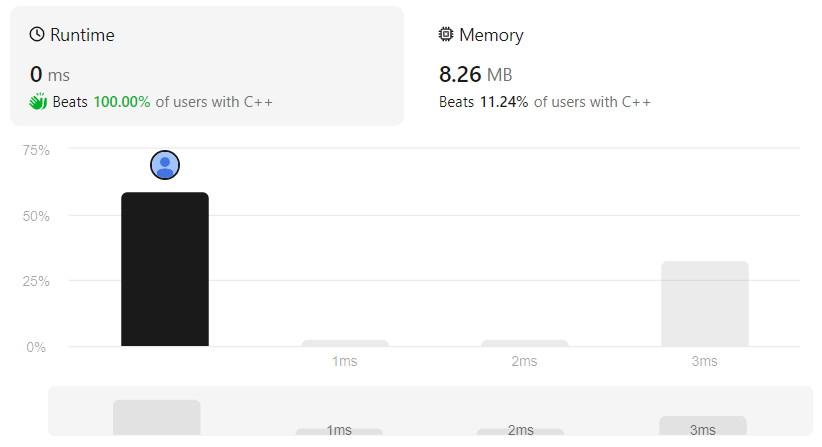 Runtime
0 ms
Beats 100.00% of users with C++
Memory
8.26 MB
Beats 11.24% of users with C++
75%
50%
25%
0%
1ms 2ms 3ms
1ms 2ms 3ms